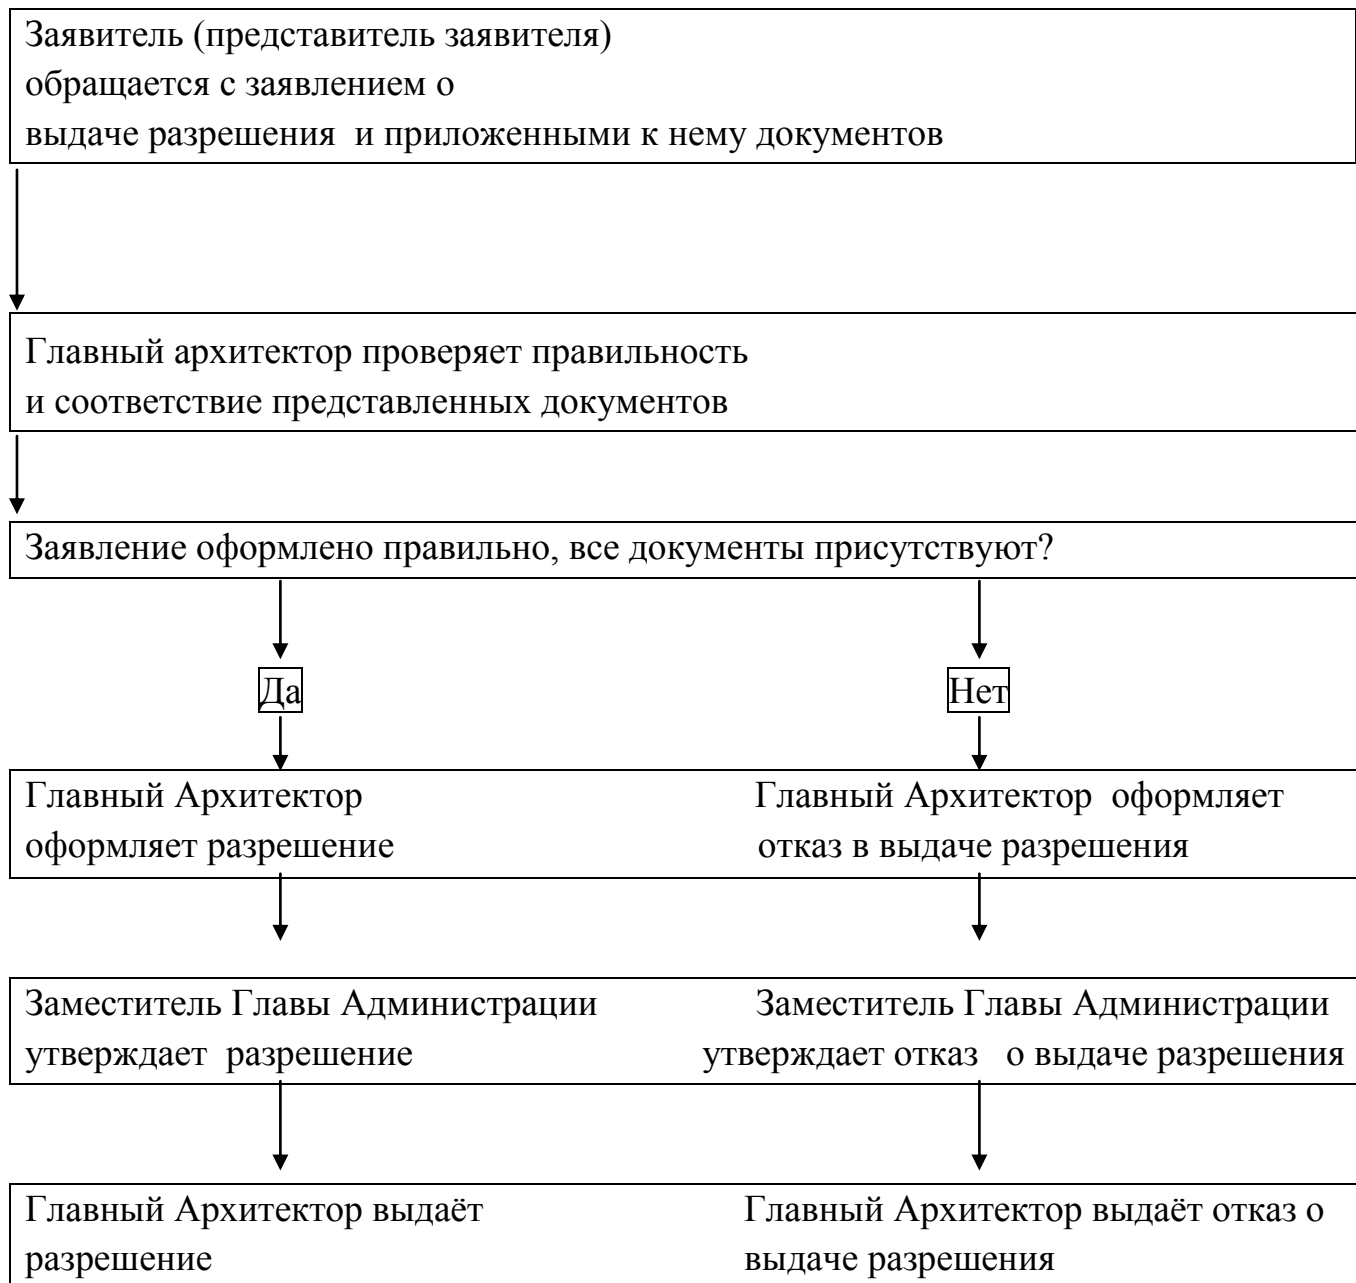 Заявитель (представитель заявителя)
обращается с заявлением о
выдаче разрешения и приложенными к нему документов
Главный архитектор проверяет правильность
и соответствие представленных документов
Заявление оформлено правильно, все документы присутствуют?
Да
Нет
Главный Архитектор
оформляет разрешение
Главный Архитектор оформляет
отказ в выдаче разрешения
Заместитель Главы Администрации
утверждает разрешение
Заместитель Главы Администрации
утверждает отказ о выдаче разрешения
Главный Архитектор выдаёт
разрешение
Главный Архитектор выдаёт отказ о
выдаче разрешения